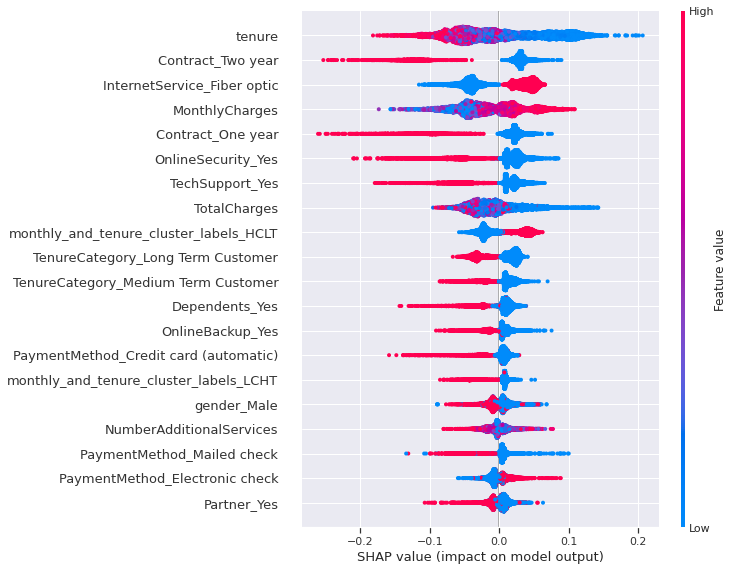 High
tenure
Contract_Two year
InternetService_Fiber optic
MonthlyCharges
Contract_One year
OnlineSecurity_Yes
TechSupport_Yes
TotalCharges
monthly_and_tenure_cluster_labels_HCLT
TenureCategory_Long Term Customer
TenureCategory_Medium Term Customer
Dependents_Yes
OnlineBackup_Yes
PaymentMethod_Credit card (automatic)
monthly_and_tenure_cluster_labels_LCHT
gender_Male
NumberAdditionalServices
PaymentMethod_Mailed check
PaymentMethod_Electronic check
Partner_Yes
Feature value
Low
−0.2 −0.1 0.0 0.1 0.2
SHAP value (impact on model output)